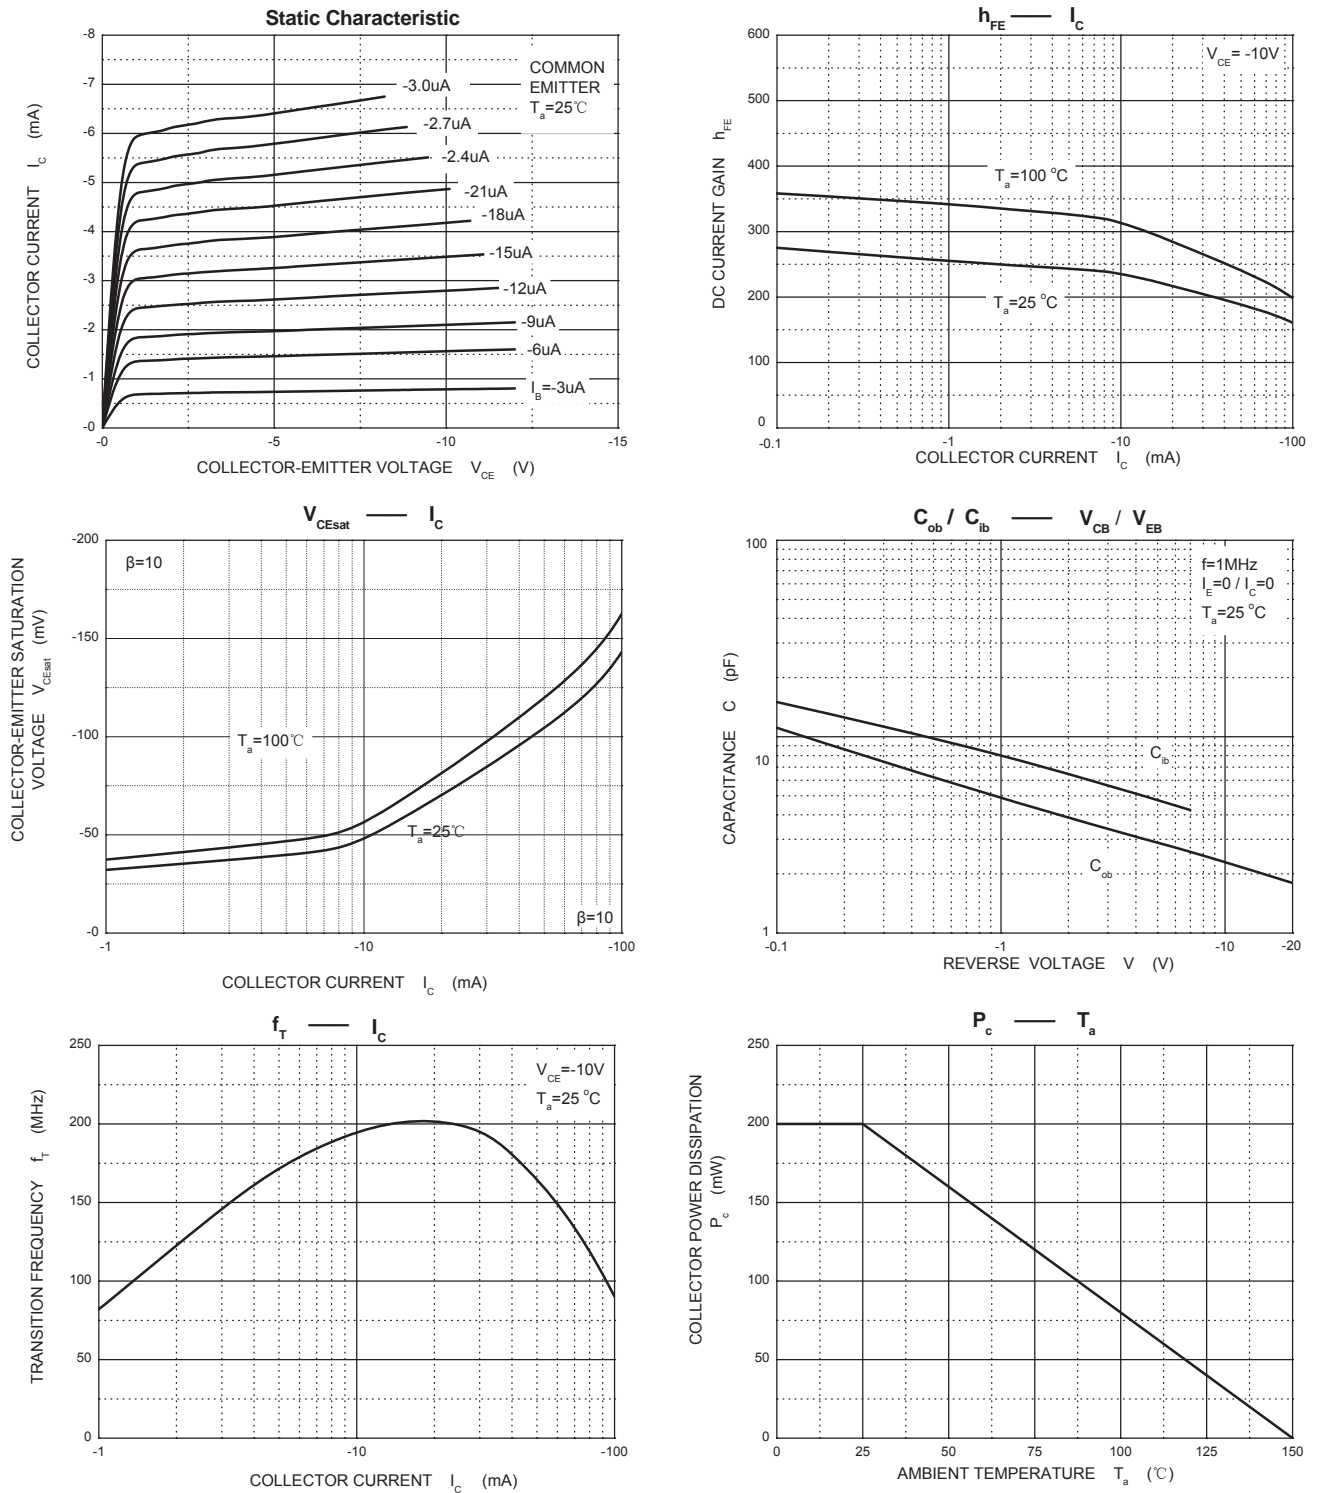 Static Characteristic
-8
-7
-6
-5
-4
-3
-2
-1
-0
-0
-5
-10
-15
COLLECTOR CURRENT I_C (mA)
COLLECTOR-EMITTER VOLTAGE V_CE (V)
COMMON
EMITTER
T_a=25℃
-3.0uA
-2.7uA
-2.4uA
-21uA
-18uA
-15uA
-12uA
-9uA
-6uA
I_B=-3uA
h_FE —— I_C
600
500
400
300
200
100
0
-0.1
-1
-10
-100
DC CURRENT GAIN h_FE
COLLECTOR CURRENT I_C (mA)
V_CE= -10V
T_a=100 °C
T_a=25 °C
V_CEsat —— I_C
-200
-150
-100
-50
-0
-1
-10
-100
COLLECTOR-EMITTER SATURATION
VOLTAGE V_CEsat (mV)
COLLECTOR CURRENT I_C (mA)
β=10
T_a=100℃
T_a=25℃
β=10
C_ob / C_ib —— V_CB / V_EB
100
10
1
-0.1
-1
-10
-20
CAPACITANCE C (pF)
REVERSE VOLTAGE V (V)
f=1MHz
I_E=0 / I_C=0
T_a=25 °C
C_ib
C_ob
f_T —— I_C
250
200
150
100
50
0
-1
-10
-100
TRANSITION FREQUENCY f_T (MHz)
COLLECTOR CURRENT I_C (mA)
V_CE=-10V
T_a=25 °C
P_c —— T_a
250
200
150
100
50
0
0
25
50
75
100
125
150
COLLECTOR POWER DISSIPATION
P_c (mW)
AMBIENT TEMPERATURE T_a (℃)